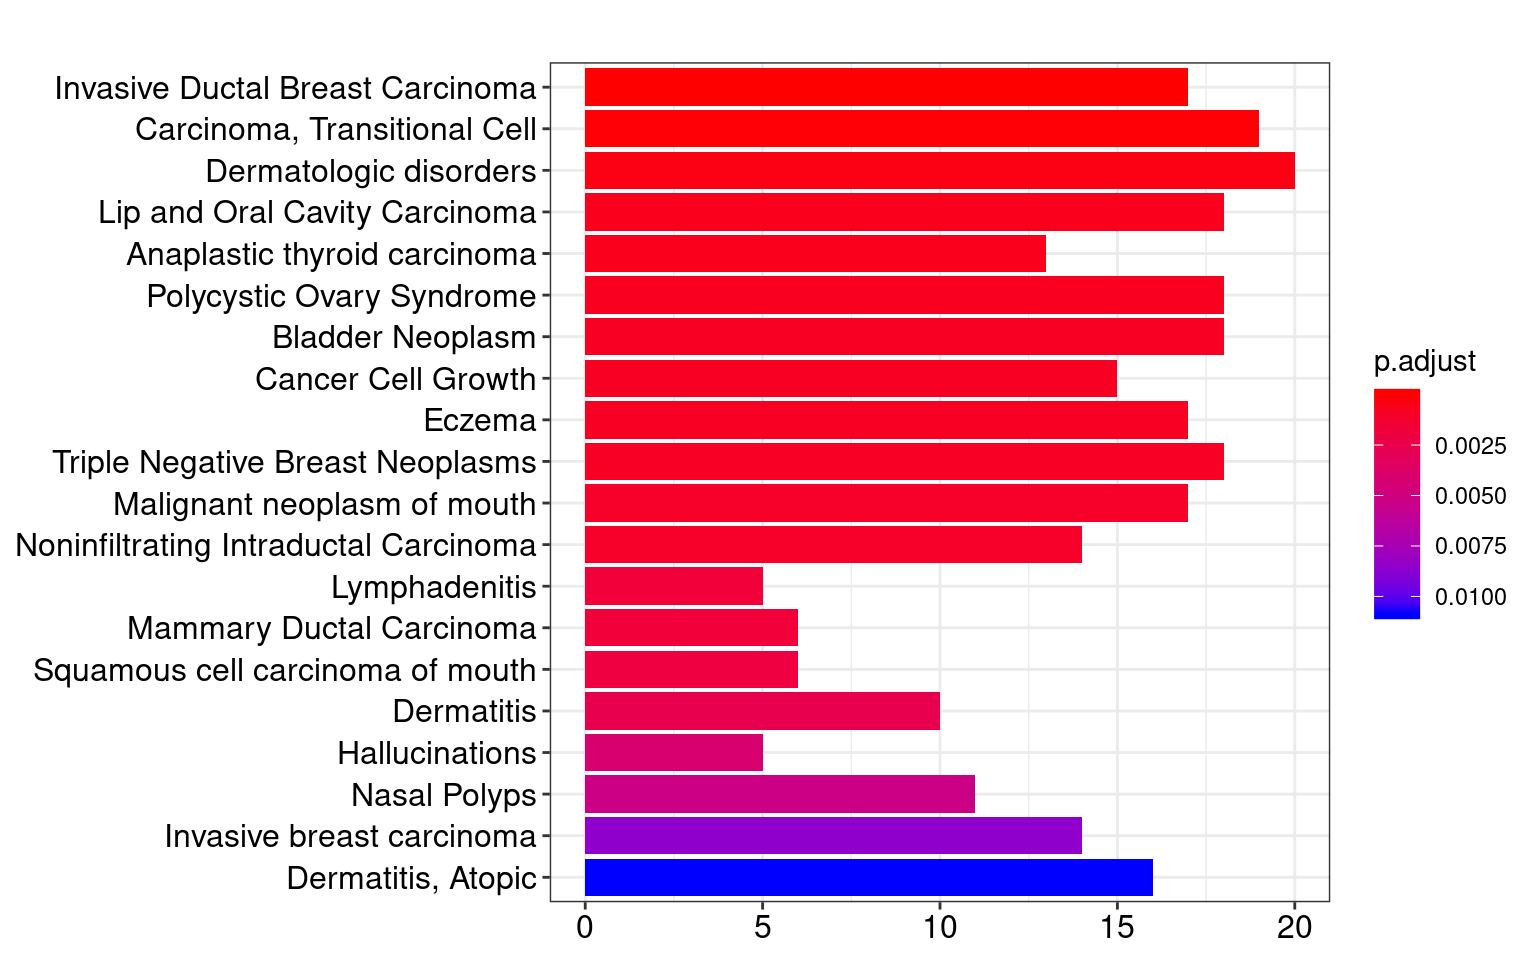 Invasive Ductal Breast Carcinoma
Carcinoma, Transitional Cell
Dermatologic disorders
Lip and Oral Cavity Carcinoma
Anaplastic thyroid carcinoma
Polycystic Ovary Syndrome
Bladder Neoplasm
Cancer Cell Growth
Eczema
Triple Negative Breast Neoplasms
Malignant neoplasm of mouth
Noninfiltrating Intraductal Carcinoma
Lymphadenitis
Mammary Ductal Carcinoma
Squamous cell carcinoma of mouth
Dermatitis
Hallucinations
Nasal Polyps
Invasive breast carcinoma
Dermatitis, Atopic
0 5 10 15 20
p.adjust
0.0025
0.0050
0.0075
0.0100